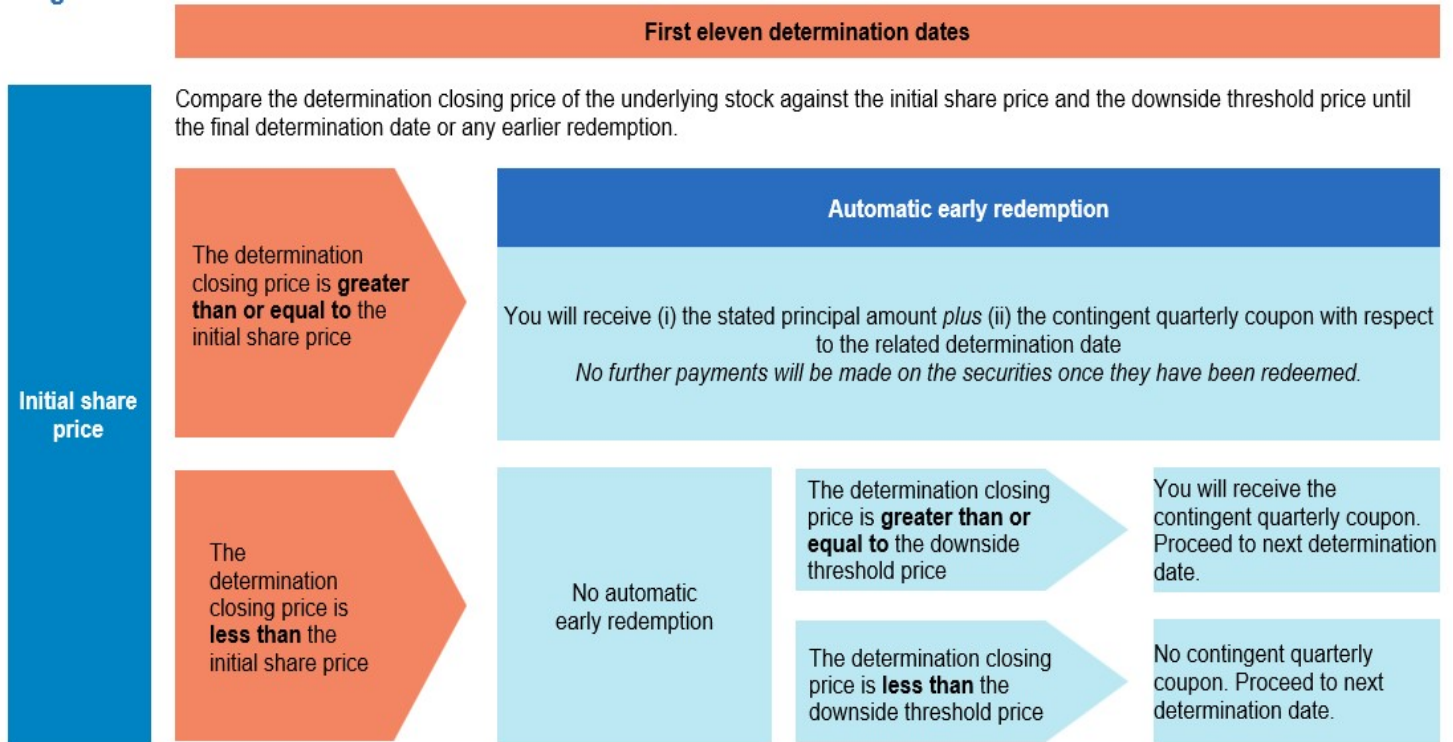 First eleven determination dates
Compare the determination closing price of the underlying stock against the initial share price and the downside threshold price until
the final determination date or any earlier redemption.
Initial share
price
The determination
closing price is greater
than or equal to the
initial share price
Automatic early redemption
You will receive (i) the stated principal amount plus (ii) the contingent quarterly coupon with respect
to the related determination date
No further payments will be made on the securities once they have been redeemed.
The
determination
closing price is
less than the
initial share price
No automatic
early redemption
The determination closing
price is greater than or
equal to the downside
threshold price
You will receive the
contingent quarterly coupon.
Proceed to next determination
date.
The determination closing
price is less than the
downside threshold price
No contingent quarterly
coupon. Proceed to next
determination date.